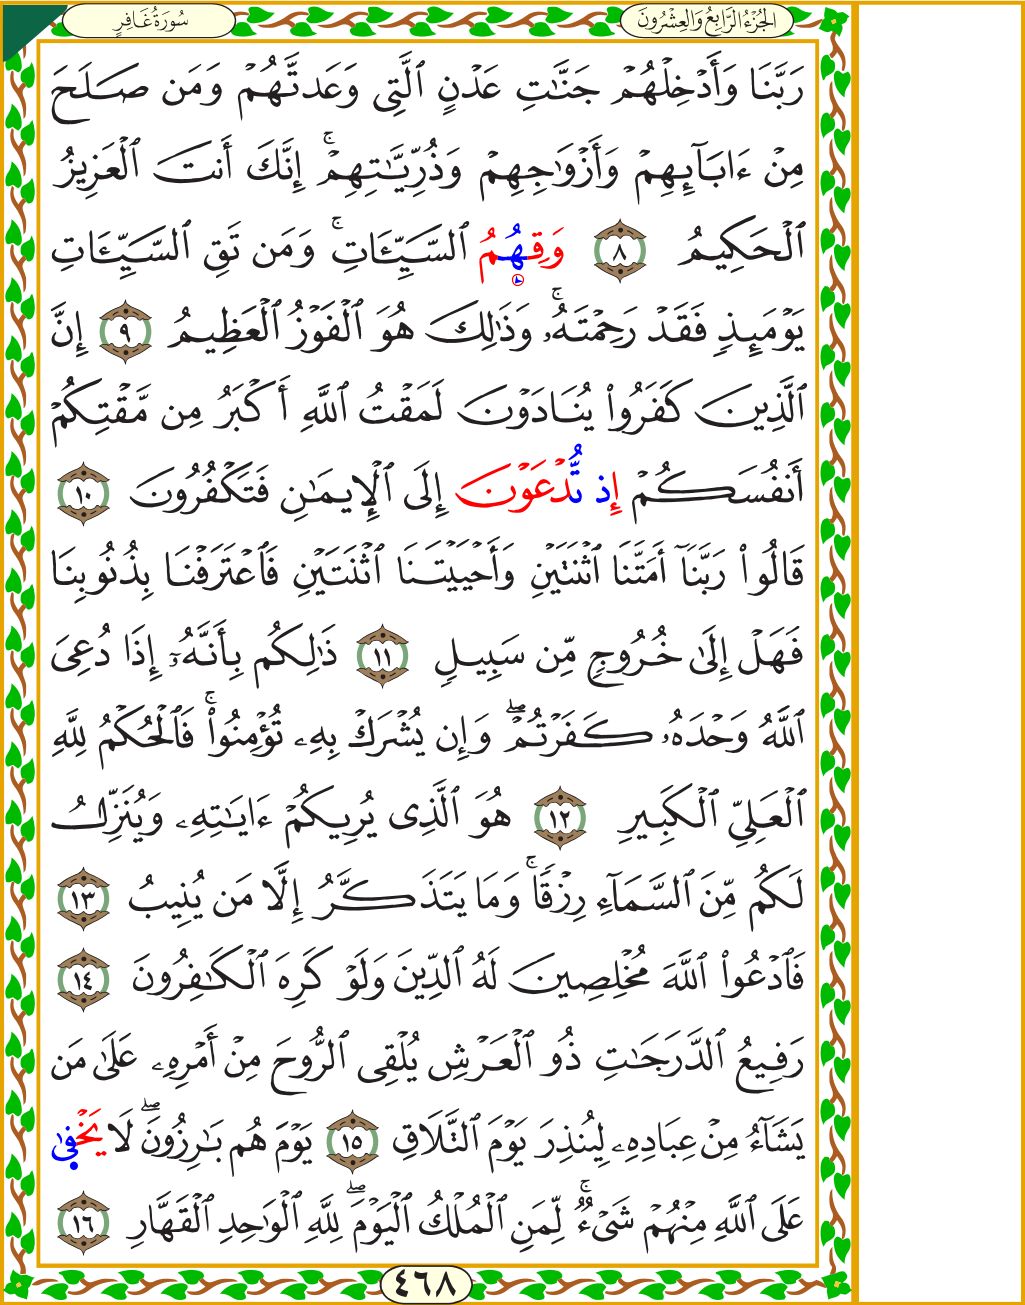 الجُزْءُ الرَّابِعُ وَالعِشْرُونَ
سُورَةُ غَافِرٍ
رَبَّنَا وَأَدْخِلْهُمْ جَنَّٰتِ عَدْنٍ ٱلَّتِى وَعَدتَّهُمْ وَمَن صَلَحَ
مِنْ ءَابَآئِهِمْ وَأَزْوَٰجِهِمْ وَذُرِّيَّٰتِهِمْۚ إِنَّكَ أَنتَ ٱلْعَزِيزُ
ٱلْحَكِيمُ ٨ وَقِهُمُ ٱلسَّيِّـَٔاتِۚ وَمَن تَقِ ٱلسَّيِّـَٔاتِ
يَوْمَئِذٍ فَقَدْ رَحِمْتَهُۥۚ وَذَٰلِكَ هُوَ ٱلْفَوْزُ ٱلْعَظِيمُ ٩ إِنَّ
ٱلَّذِينَ كَفَرُوا۟ يُنَادَوْنَ لَمَقْتُ ٱللَّهِ أَكْبَرُ مِن مَّقْتِكُمْ
أَنفُسَكُمْ إِذ تُّدْعَوْنَ إِلَى ٱلْإِيمَٰنِ فَتَكْفُرُونَ ١٠
قَالُوا۟ رَبَّنَآ أَمَتَّنَا ٱثْنَتَيْنِ وَأَحْيَيْتَنَا ٱثْنَتَيْنِ فَٱعْتَرَفْنَا بِذُنُوبِنَا
فَهَلْ إِلَىٰ خُرُوجٍ مِّن سَبِيلٍ ١١ ذَٰلِكُم بِأَنَّهُۥٓ إِذَا دُعِىَ
ٱللَّهُ وَحْدَهُۥ كَفَرْتُمْۖ وَإِن يُشْرَكْ بِهِۦ تُؤْمِنُوا۟ۚ فَٱلْحُكْمُ لِلَّهِ
ٱلْعَلِىِّ ٱلْكَبِيرِ ١٢ هُوَ ٱلَّذِى يُرِيكُمْ ءَايَٰتِهِۦ وَيُنَزِّلُ
لَكُم مِّنَ ٱلسَّمَآءِ رِزْقًاۚ وَمَا يَتَذَكَّرُ إِلَّا مَن يُنِيبُ ١٣
فَٱدْعُوا۟ ٱللَّهَ مُخْلِصِينَ لَهُ ٱلدِّينَ وَلَوْ كَرِهَ ٱلْكَٰفِرُونَ ١٤
رَفِيعُ ٱلدَّرَجَٰتِ ذُو ٱلْعَرْشِ يُلْقِى ٱلرُّوحَ مِنْ أَمْرِهِۦ عَلَىٰ مَن
يَشَآءُ مِنْ عِبَادِهِۦ لِيُنذِرَ يَوْمَ ٱلتَّلَاقِ ١٥ يَوْمَ هُم بَٰرِزُونَۖ لَا يَخْفَىٰ
عَلَى ٱللَّهِ مِنْهُمْ شَىْءٌۚ لِّمَنِ ٱلْمُلْكُ ٱلْيَوْمَۖ لِلَّهِ ٱلْوَٰحِدِ ٱلْقَهَّارِ ١٦
٤٦٨